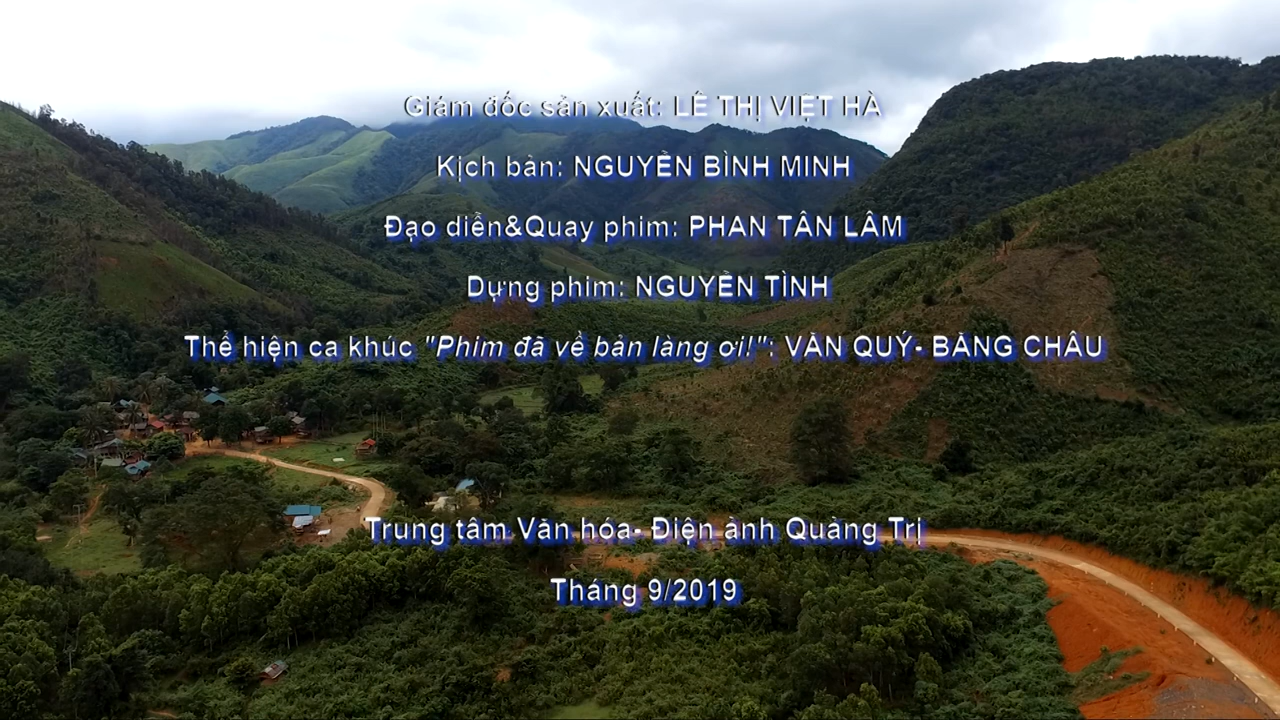 Giám đốc sản xuất: LÊ THỊ VIỆT HÀ
Kịch bản: NGUYỄN BÌNH MINH
Đạo diễn&Quay phim: PHAN TÂN LÂM
Dựng phim: NGUYỄN TÌNH
Thể hiện ca khúc "Phim đã về bản làng ơi!": VĂN QUÝ- BĂNG CHÂU
Trung tâm Văn hóa- Điện ảnh Quảng Trị
Tháng 9/2019